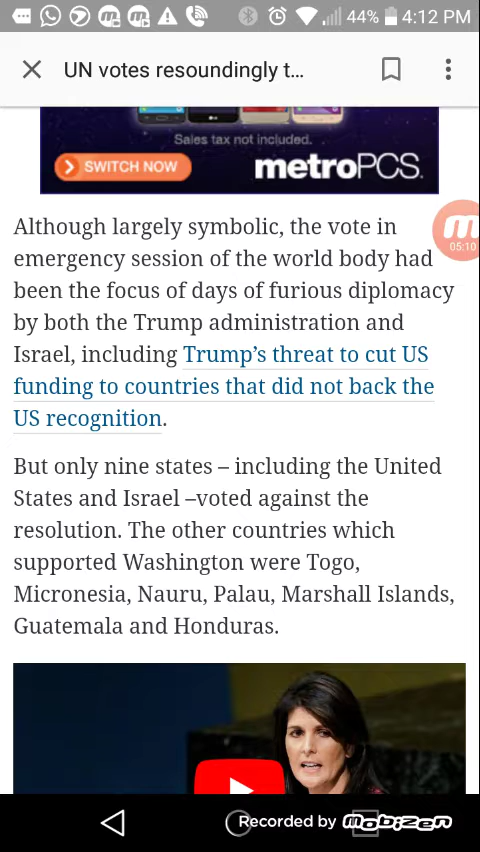 44% 4:12 PM
UN votes resoundingly t...
Sales tax not included.
SWITCH NOW
metroPCS.
Although largely symbolic, the vote in
emergency session of the world body had
been the focus of days of furious diplomacy
by both the Trump administration and
Israel, including Trump’s threat to cut US
funding to countries that did not back the
US recognition.
But only nine states – including the United
States and Israel –voted against the
resolution. The other countries which
supported Washington were Togo,
Micronesia, Nauru, Palau, Marshall Islands,
Guatemala and Honduras.
m
05:10
Recorded by Mobizen